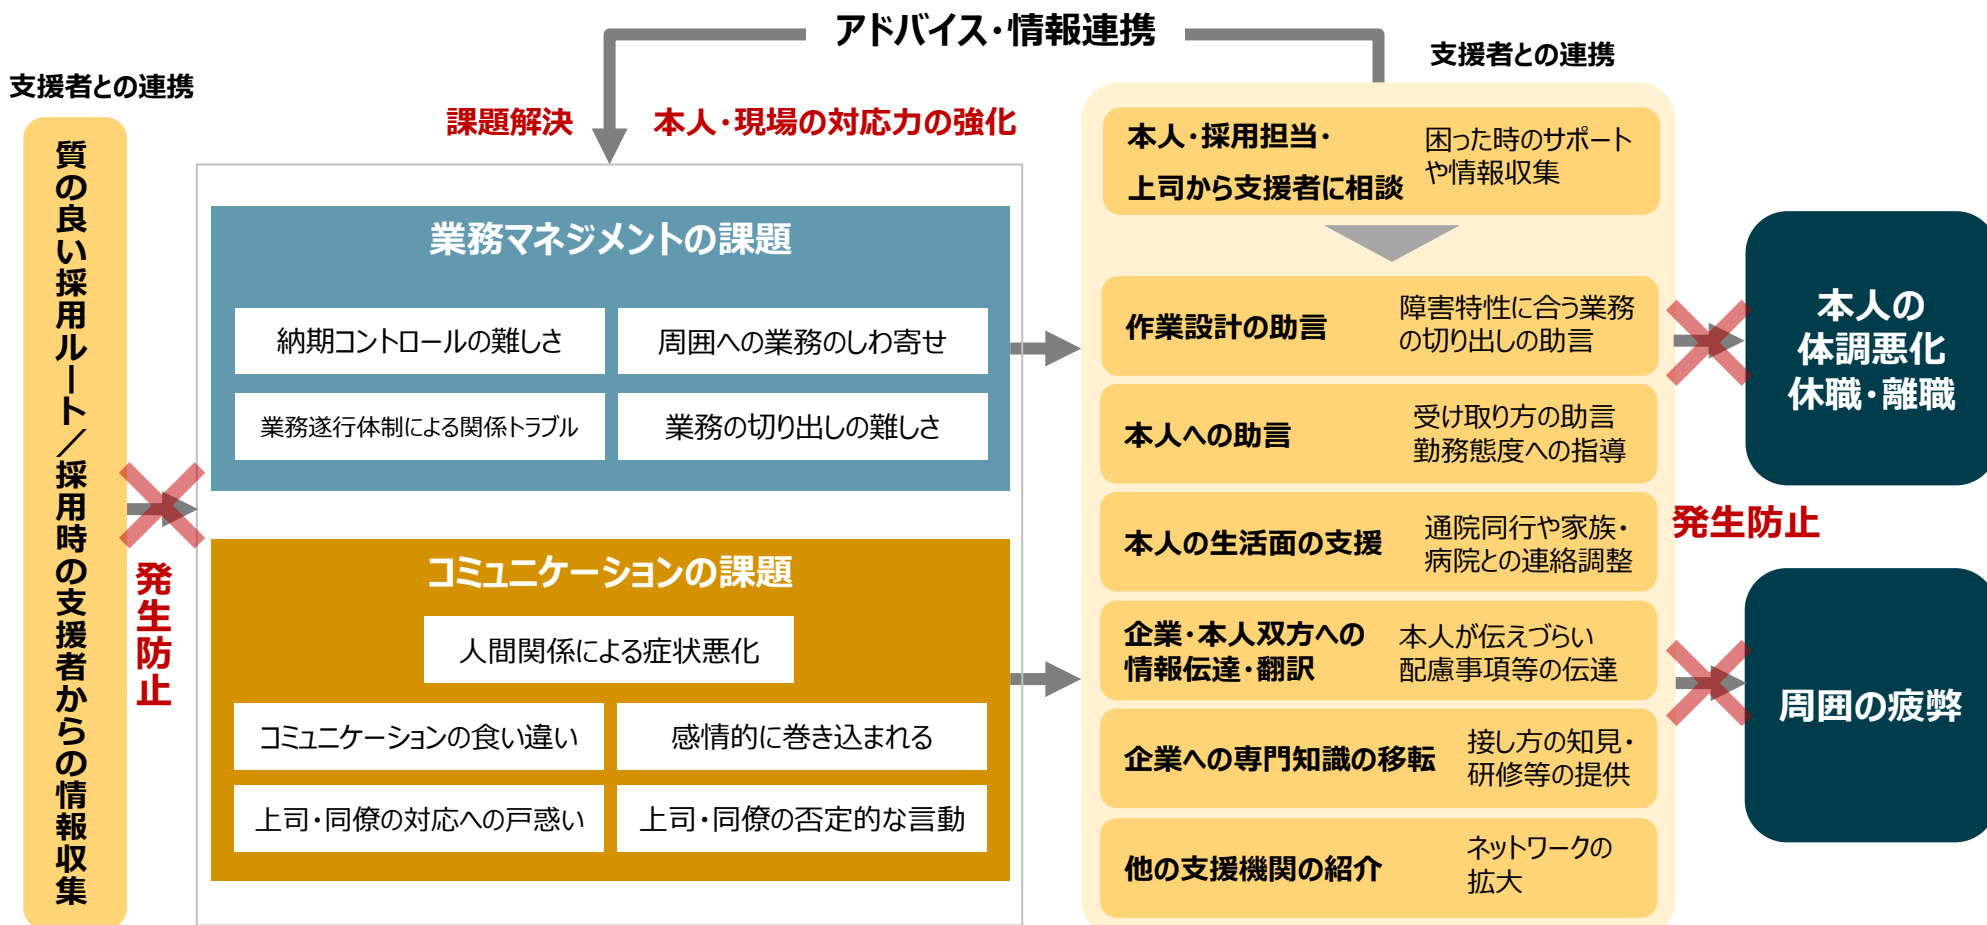 アドバイス・情報連携
支援者との連携
質の良い採用ルート／採用時の支援者からの情報収集
発生防止
課題解決
本人・現場の対応力の強化
業務マネジメントの課題
納期コントロールの難しさ
周囲への業務のしわ寄せ
業務遂行体制による関係トラブル
業務の切り出しの難しさ
コミュニケーションの課題
人間関係による症状悪化
コミュニケーションの食い違い
感情的に巻き込まれる
上司・同僚の対応への戸惑い
上司・同僚の否定的な言動
支援者との連携
本人・採用担当・
上司から支援者に相談
困った時のサポート
や情報収集
作業設計の助言
障害特性に合う業務
の切り出しの助言
本人への助言
受け取り方の助言
勤務態度への指導
本人の生活面の支援
通院同行や家族・
病院との連絡調整
企業・本人双方への
情報伝達・翻訳
本人が伝えづらい
配慮事項等の伝達
企業への専門知識の移転
接し方の知見・
研修等の提供
他の支援機関の紹介
ネットワークの
拡大
本人の
体調悪化
休職・離職
発生防止
周囲の疲弊